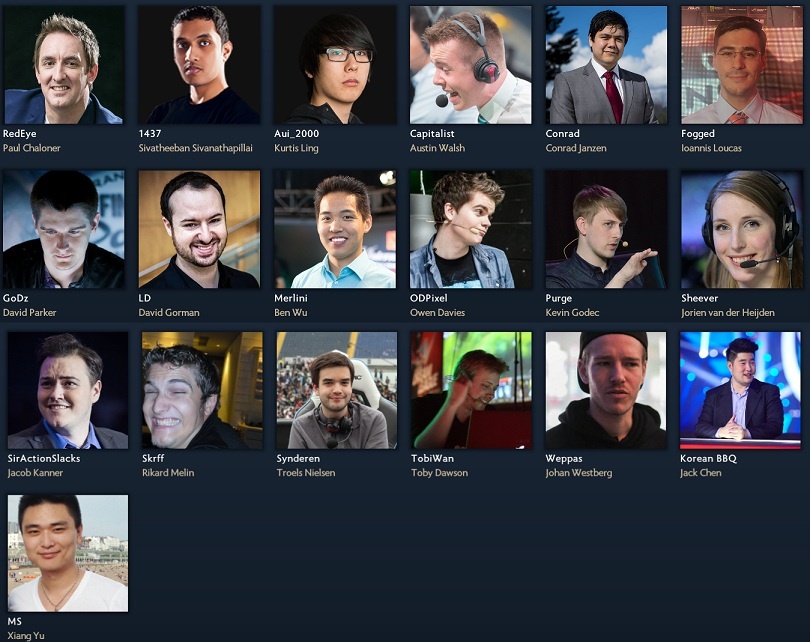 RedEye
Paul Chaloner
1437
Sivatheeban Sivanathapillai
Aui_2000
Kurtis Ling
Capitalist
Austin Walsh
Conrad
Conrad Janzen
Fogged
Ioannis Loucas
GoDz
David Parker
LD
David Gorman
Merlini
Ben Wu
ODPixel
Owen Davies
Purge
Kevin Godec
Sheever
Jorien van der Heijden
SirActionSlacks
Jacob Kanner
Skrff
Rikard Melin
Synderen
Troels Nielsen
TobiWan
Toby Dawson
Weppas
Johan Westberg
Korean BBQ
Jack Chen
MS
Xiang Yu